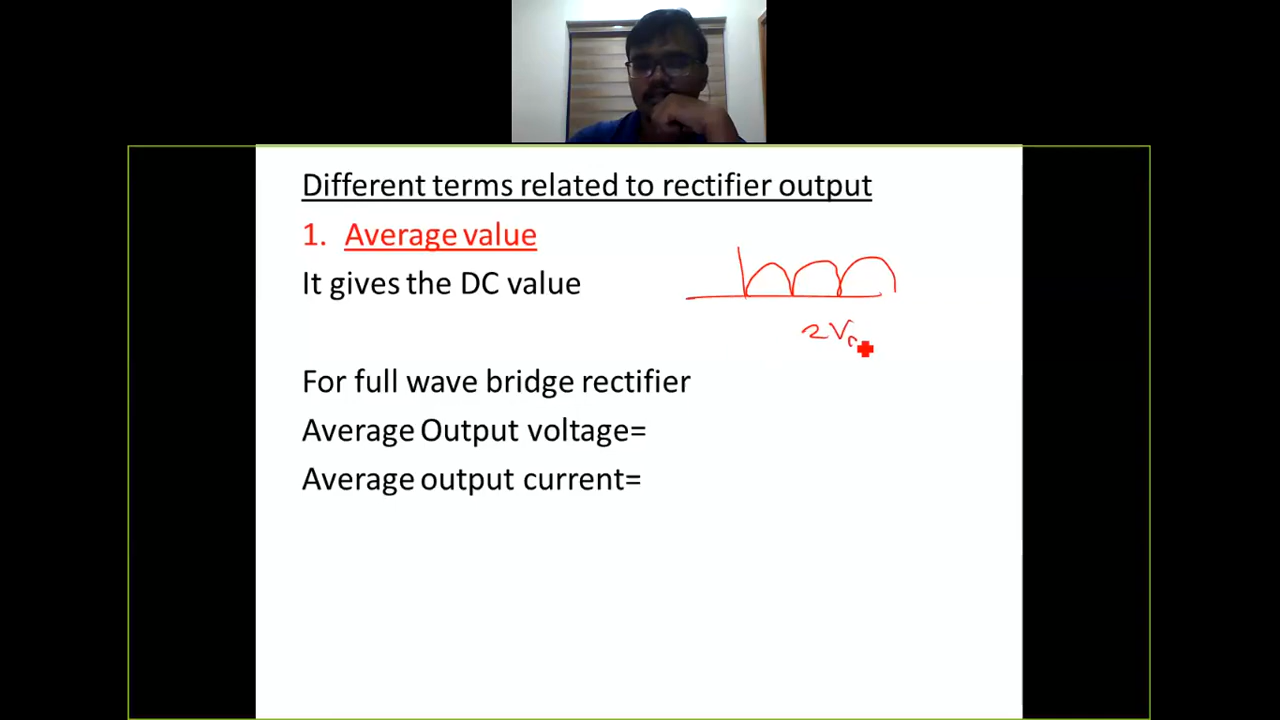 Different terms related to rectifier output
1. Average value
It gives the DC value
2V
For full wave bridge rectifier
Average Output voltage=
Average output current=